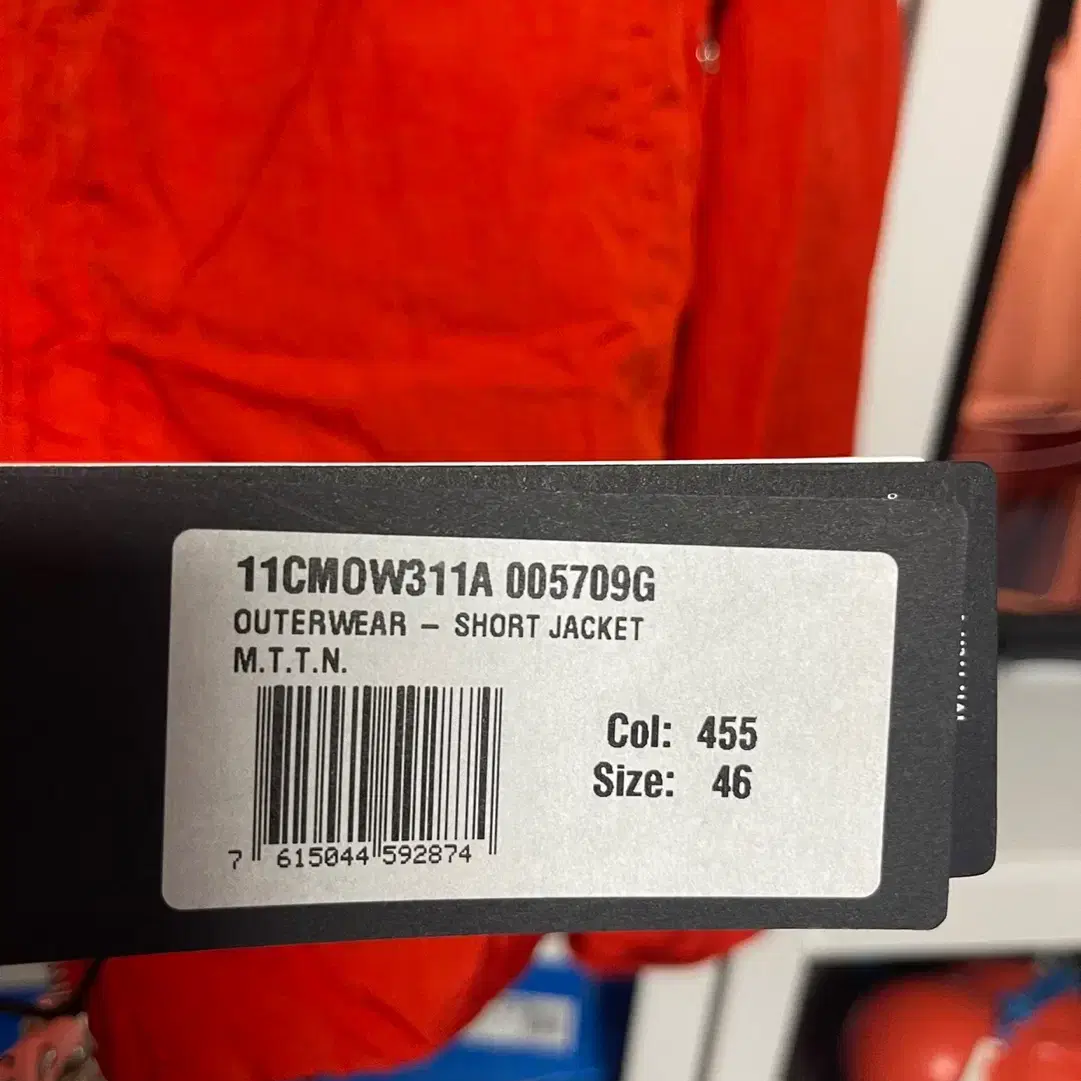 11CMOW311A 005709G
OUTERWEAR – SHORT JACKET
M.T.T.N.
Col: 455
Size: 46
7 615044 592874